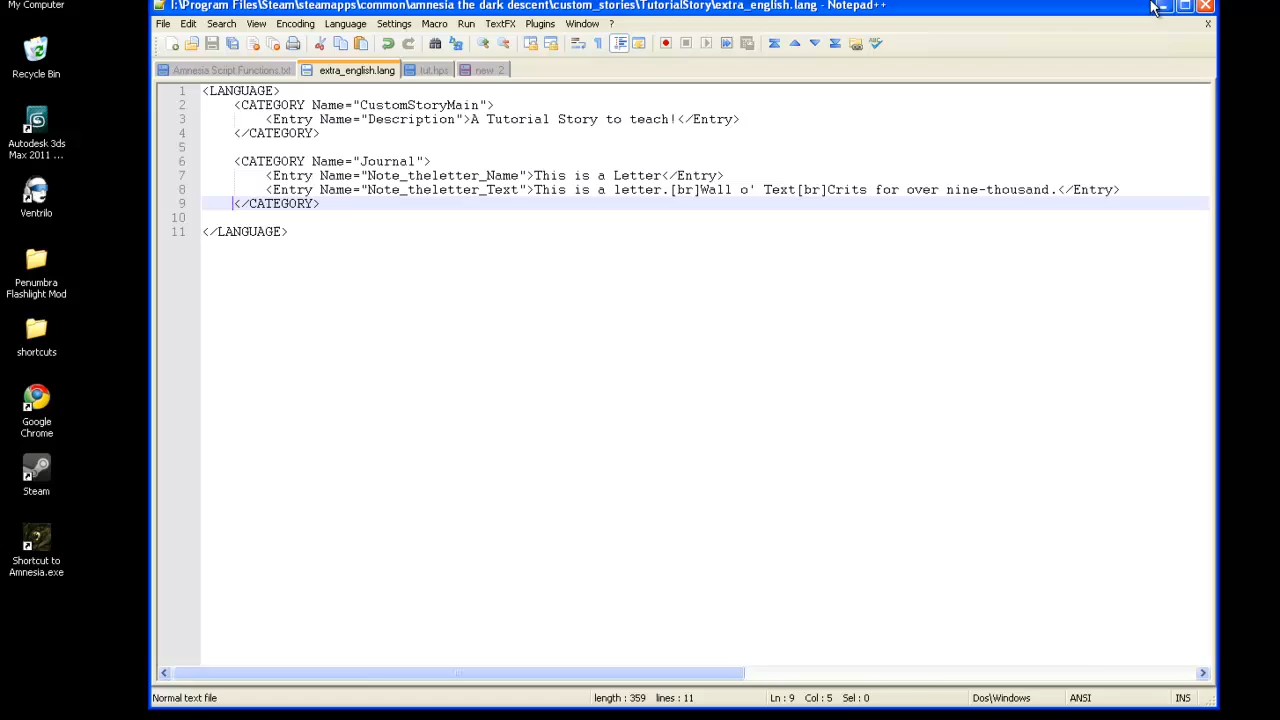 My Computer
I:\Program Files\Steam\steamapps\common\amnesia the dark descent\custom_stories\TutorialStory\extra_english.lang - Notepad++
File Edit Search View Encoding Language Settings Macro Run TextFX Plugins Window ? X
Amnesia Script Functions.txt extra_english.lang tut.hps new 2
1 <LANGUAGE>
2 <CATEGORY Name="CustomStoryMain">
3 <Entry Name="Description">A Tutorial Story to teach!</Entry>
4 </CATEGORY>
5
6 <CATEGORY Name="Journal">
7 <Entry Name="Note_theletter_Name">This is a Letter</Entry>
8 <Entry Name="Note_theletter_Text">This is a letter.[br]Wall o' Text[br]Crits for over nine-thousand.</Entry>
9 </CATEGORY>
10
11 </LANGUAGE>
Recycle Bin
Autodesk 3ds
Max 2011 ...
Ventrilo
Penumbra
Flashlight Mod
shortcuts
Google
Chrome
Steam
Shortcut to
Amnesia.exe
Normal text file length : 359 lines : 11 Ln : 9 Col : 5 Sel : 0 Dos\Windows ANSI INS